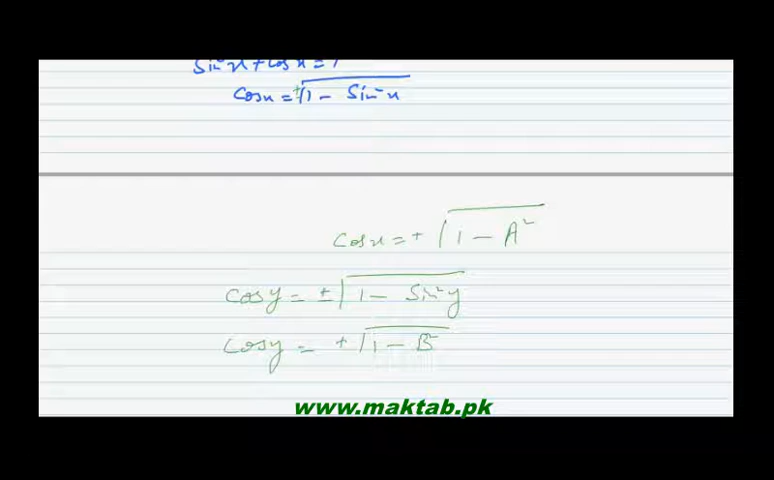 Sin²x + Cos²x = 1
Cosx = +√1 - Sin²x
Cosx = + √1 - A²
Cosy = ± √1 - Sin²y
Cosy = + √1 - B²
www.maktab.pk